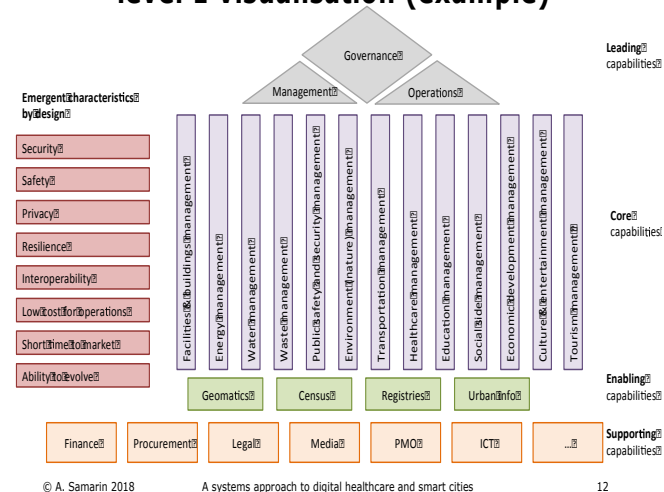 level 1 visualisation (example)
Governance
Leading
capabilities
Management
Operations
Emergent characteristics
by design
Security
Safety
Privacy
Resilience
Interoperability
Low cost for operations
Short time to market
Ability to evolve
Facilities & buildings management
Energy management
Water management
Waste management
Public safety and security management
Environment (nature) management
Transportation management
Healthcare management
Education management
Social side management
Economic development management
Culture & entertainment management
Tourism management
Core
capabilities
Geomatics
Census
Registries
Urban info
Enabling
capabilities
Finance
Procurement
Legal
Media
PMO
ICT
...
Supporting
capabilities
© A. Samarin 2018
A systems approach to digital healthcare and smart cities
12